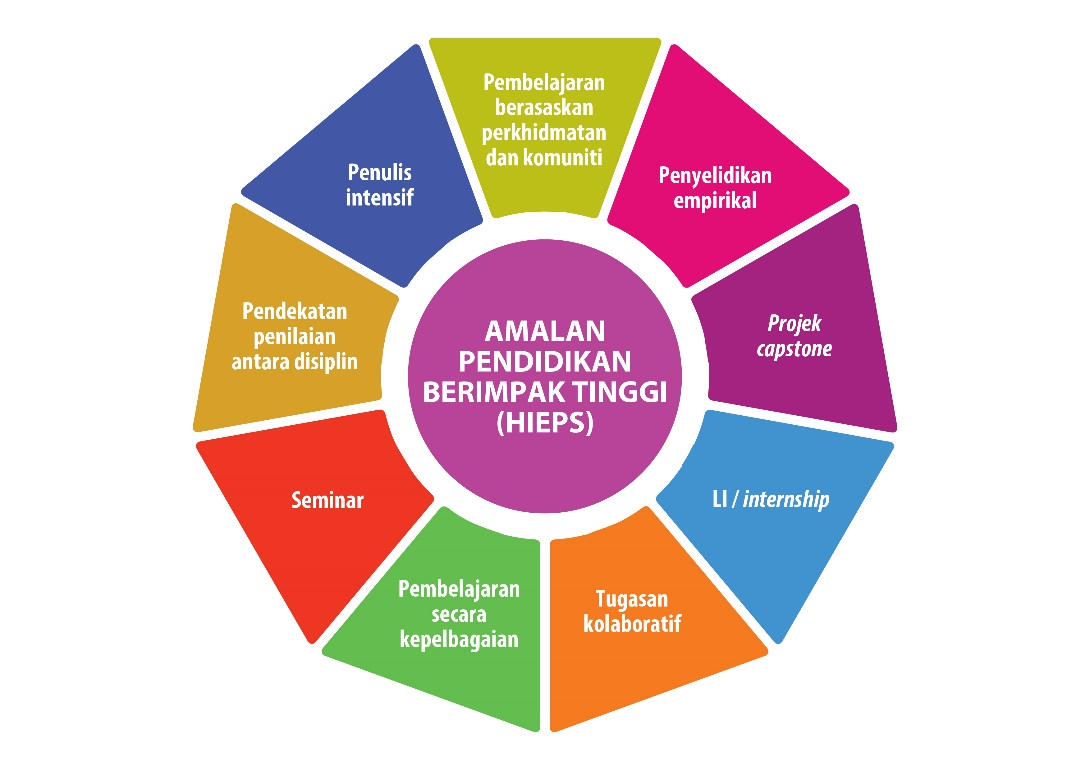 Pembelajaran
berasaskan
perkhidmatan
dan komuniti
Penyelidikan
empirikal
Projek
capstone
LI / internship
Tugasan
kolaboratif
Pembelajaran
secara
kepelbagaian
Seminar
Pendekatan
penilaian
antara disiplin
Penulis
intensif
AMALAN
PENDIDIKAN
BERIMPAK TINGGI
(HIEPS)